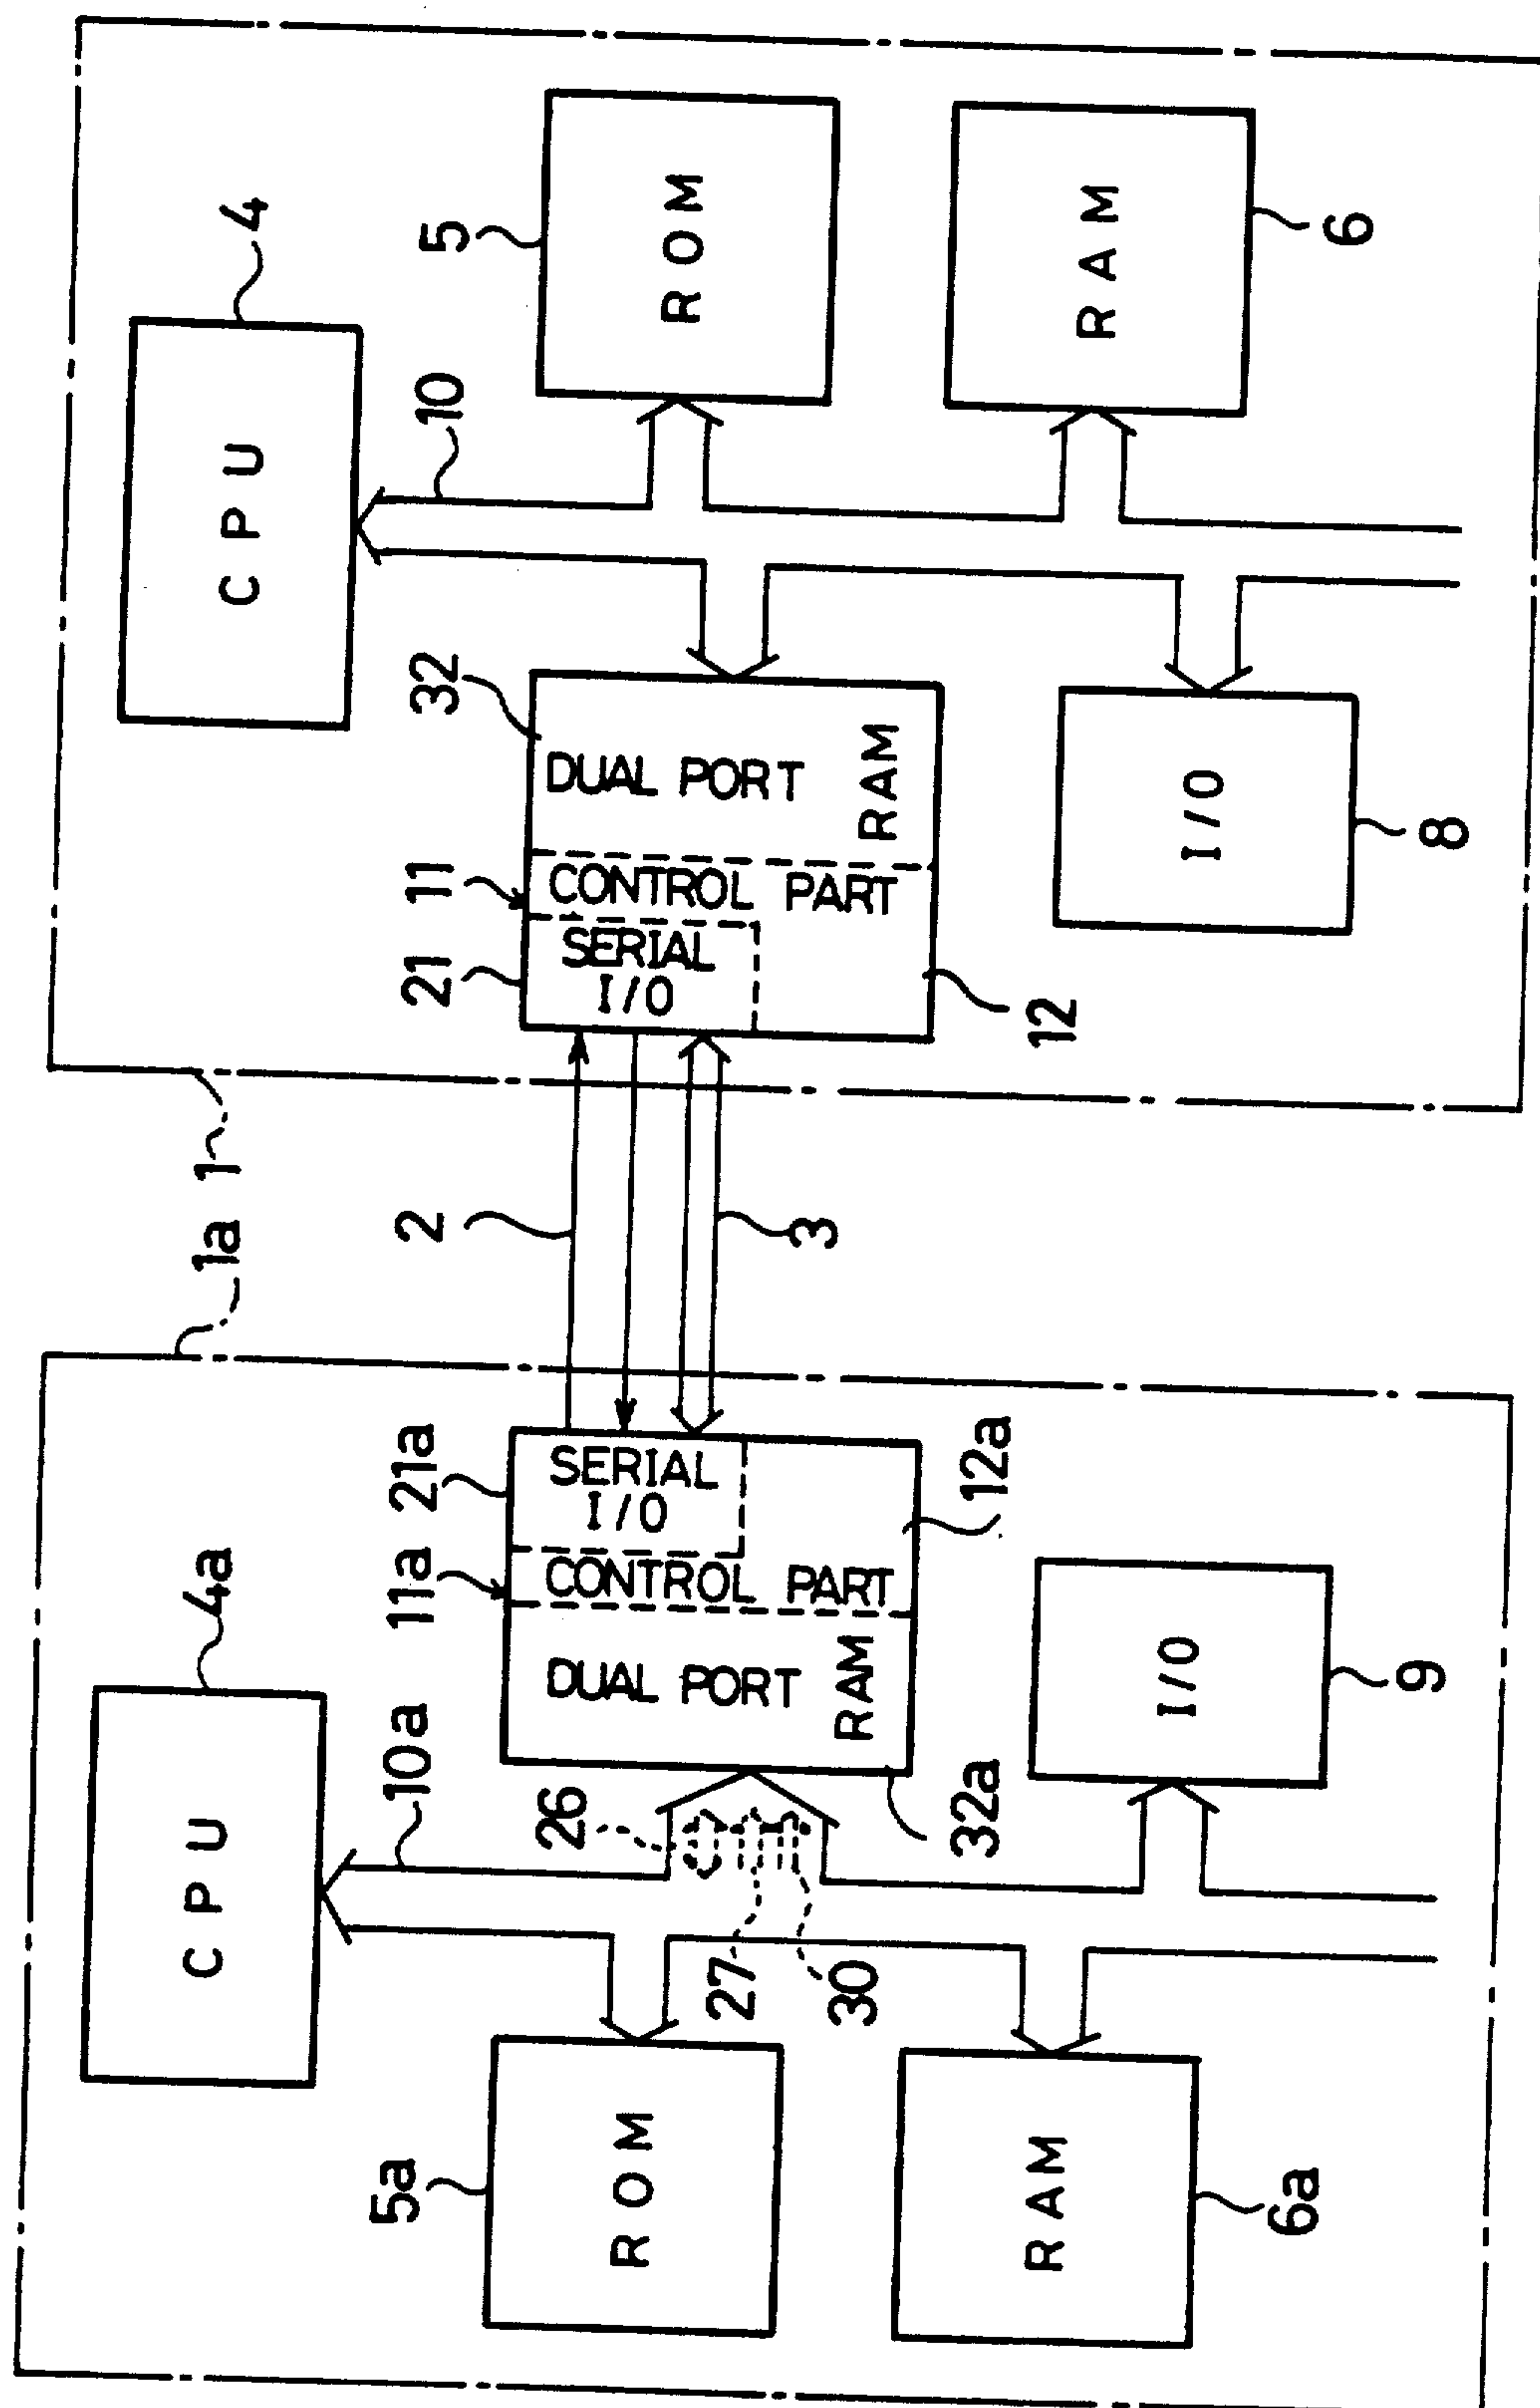 1a
1
CPU
4a
CPU
4
10a
10
5a
ROM
26
11a
21a
2
21
11
32
5
ROM
SERIAL
I/O
CONTROL PART
DUAL PORT
RAM
SERIAL
I/O
CONTROL PART
DUAL PORT
RAM
27
30
3
32a
12a
12
6a
RAM
I/O
9
I/O
8
RAM
6